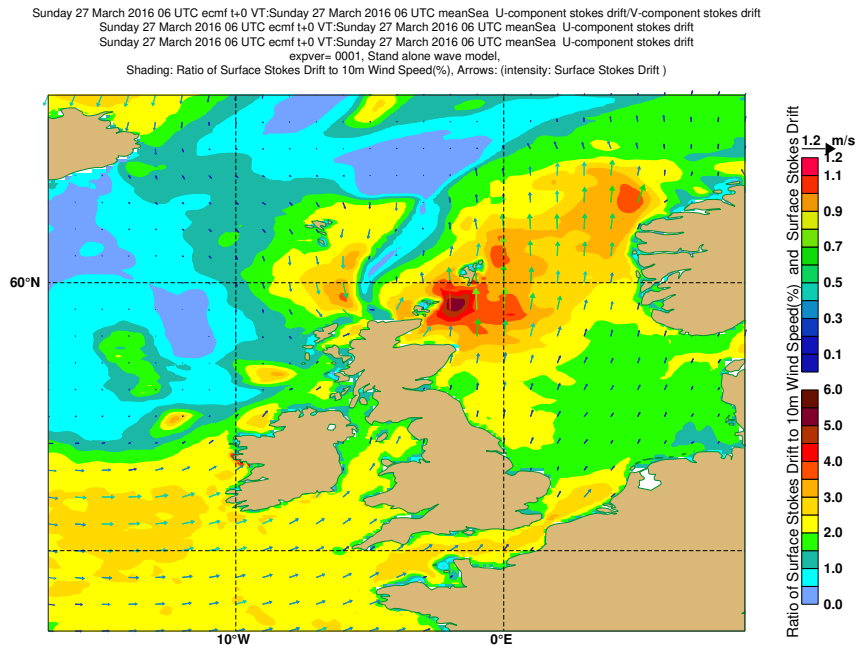 Sunday 27 March 2016 06 UTC ecmf t+0 VT:Sunday 27 March 2016 06 UTC meanSea U-component stokes drift/V-component stokes drift
Sunday 27 March 2016 06 UTC ecmf t+0 VT:Sunday 27 March 2016 06 UTC meanSea U-component stokes drift
Sunday 27 March 2016 06 UTC ecmf t+0 VT:Sunday 27 March 2016 06 UTC meanSea U-component stokes drift
expver= 0001, Stand alone wave model,
Shading: Ratio of Surface Stokes Drift to 10m Wind Speed(%), Arrows: (intensity: Surface Stokes Drift )
60°N
10°W
0°E
Ratio of Surface Stokes Drift to 10m Wind Speed(%) and Surface Stokes Drift
1.2 m/s
1.2
1.1
0.9
0.7
0.5
0.3
0.1
6.0
5.0
4.0
3.0
2.0
1.0
0.0